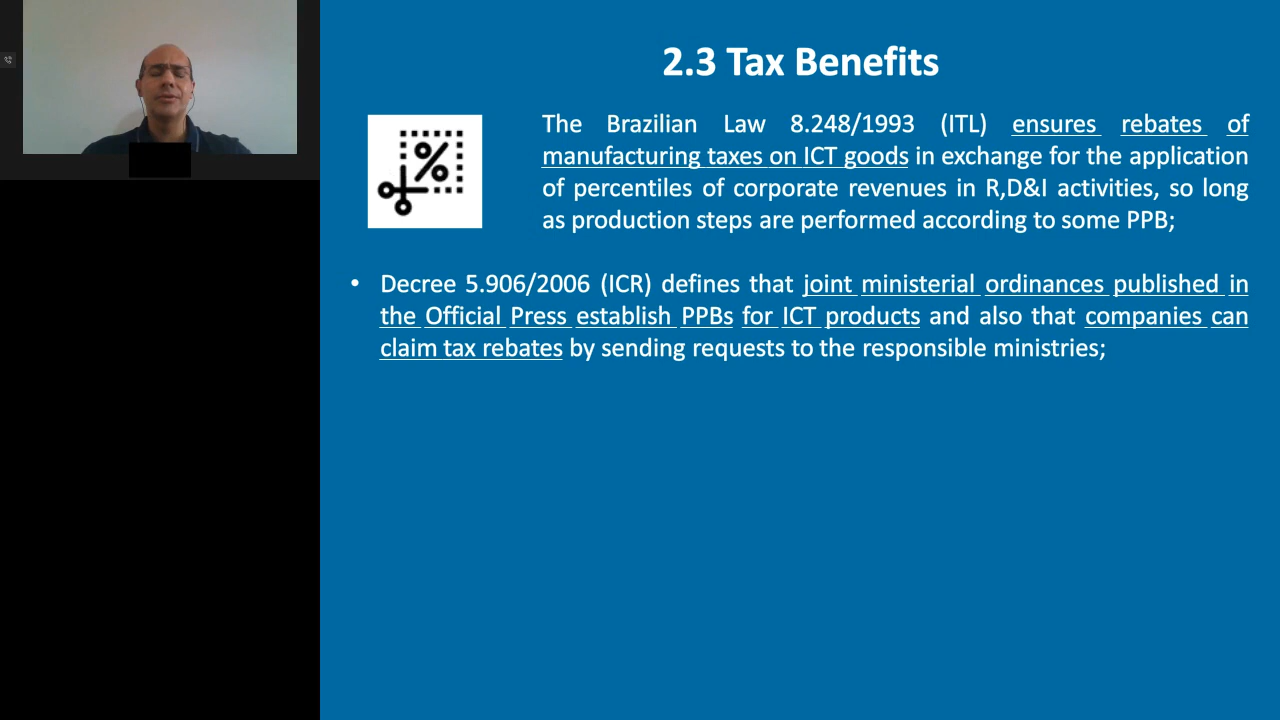 2.3 Tax Benefits
The Brazilian Law 8.248/1993 (ITL) ensures rebates of
manufacturing taxes on ICT goods in exchange for the application
of percentiles of corporate revenues in R,D&I activities, so long
as production steps are performed according to some PPB;
• Decree 5.906/2006 (ICR) defines that joint ministerial ordinances published in
the Official Press establish PPBs for ICT products and also that companies can
claim tax rebates by sending requests to the responsible ministries;